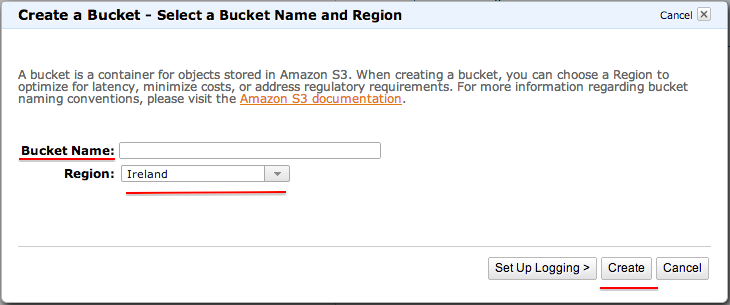 Create a Bucket - Select a Bucket Name and Region
Cancel
A bucket is a container for objects stored in Amazon S3. When creating a bucket, you can choose a Region to
optimize for latency, minimize costs, or address regulatory requirements. For more information regarding bucket
naming conventions, please visit the Amazon S3 documentation.
Bucket Name:
Region: Ireland
Set Up Logging > Create Cancel